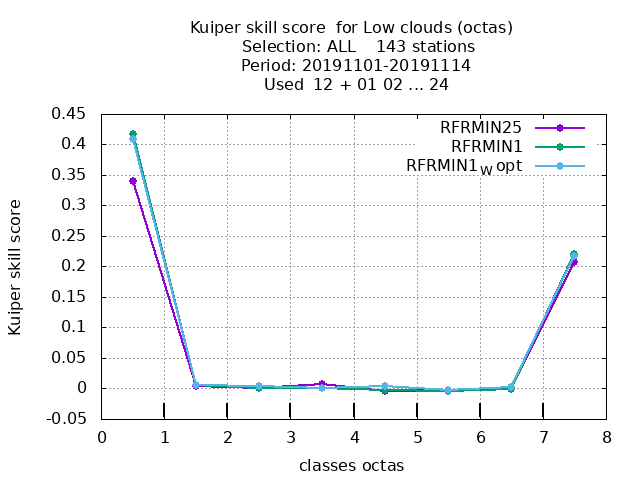 Kuiper skill score  for Low clouds (octas)
Selection: ALL    143 stations
Period: 20191101-20191114
Used  12 + 01 02 ... 24
RFRMIN25
RFRMIN1
RFRMIN1W opt
Kuiper skill score
0.45
0.4
0.35
0.3
0.25
0.2
0.15
0.1
0.05
0
-0.05
0 1 2 3 4 5 6 7 8
classes octas